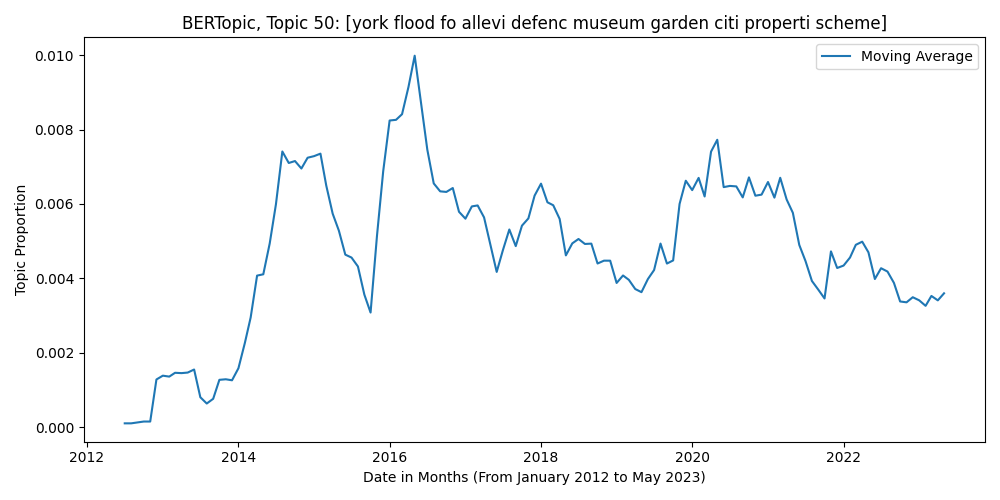 BERTopic, Topic 50: [york flood fo allevi defenc museum garden citi properti scheme]
Moving Average
Topic Proportion
0.010
0.008
0.006
0.004
0.002
0.000
2012 2014 2016 2018 2020 2022
Date in Months (From January 2012 to May 2023)